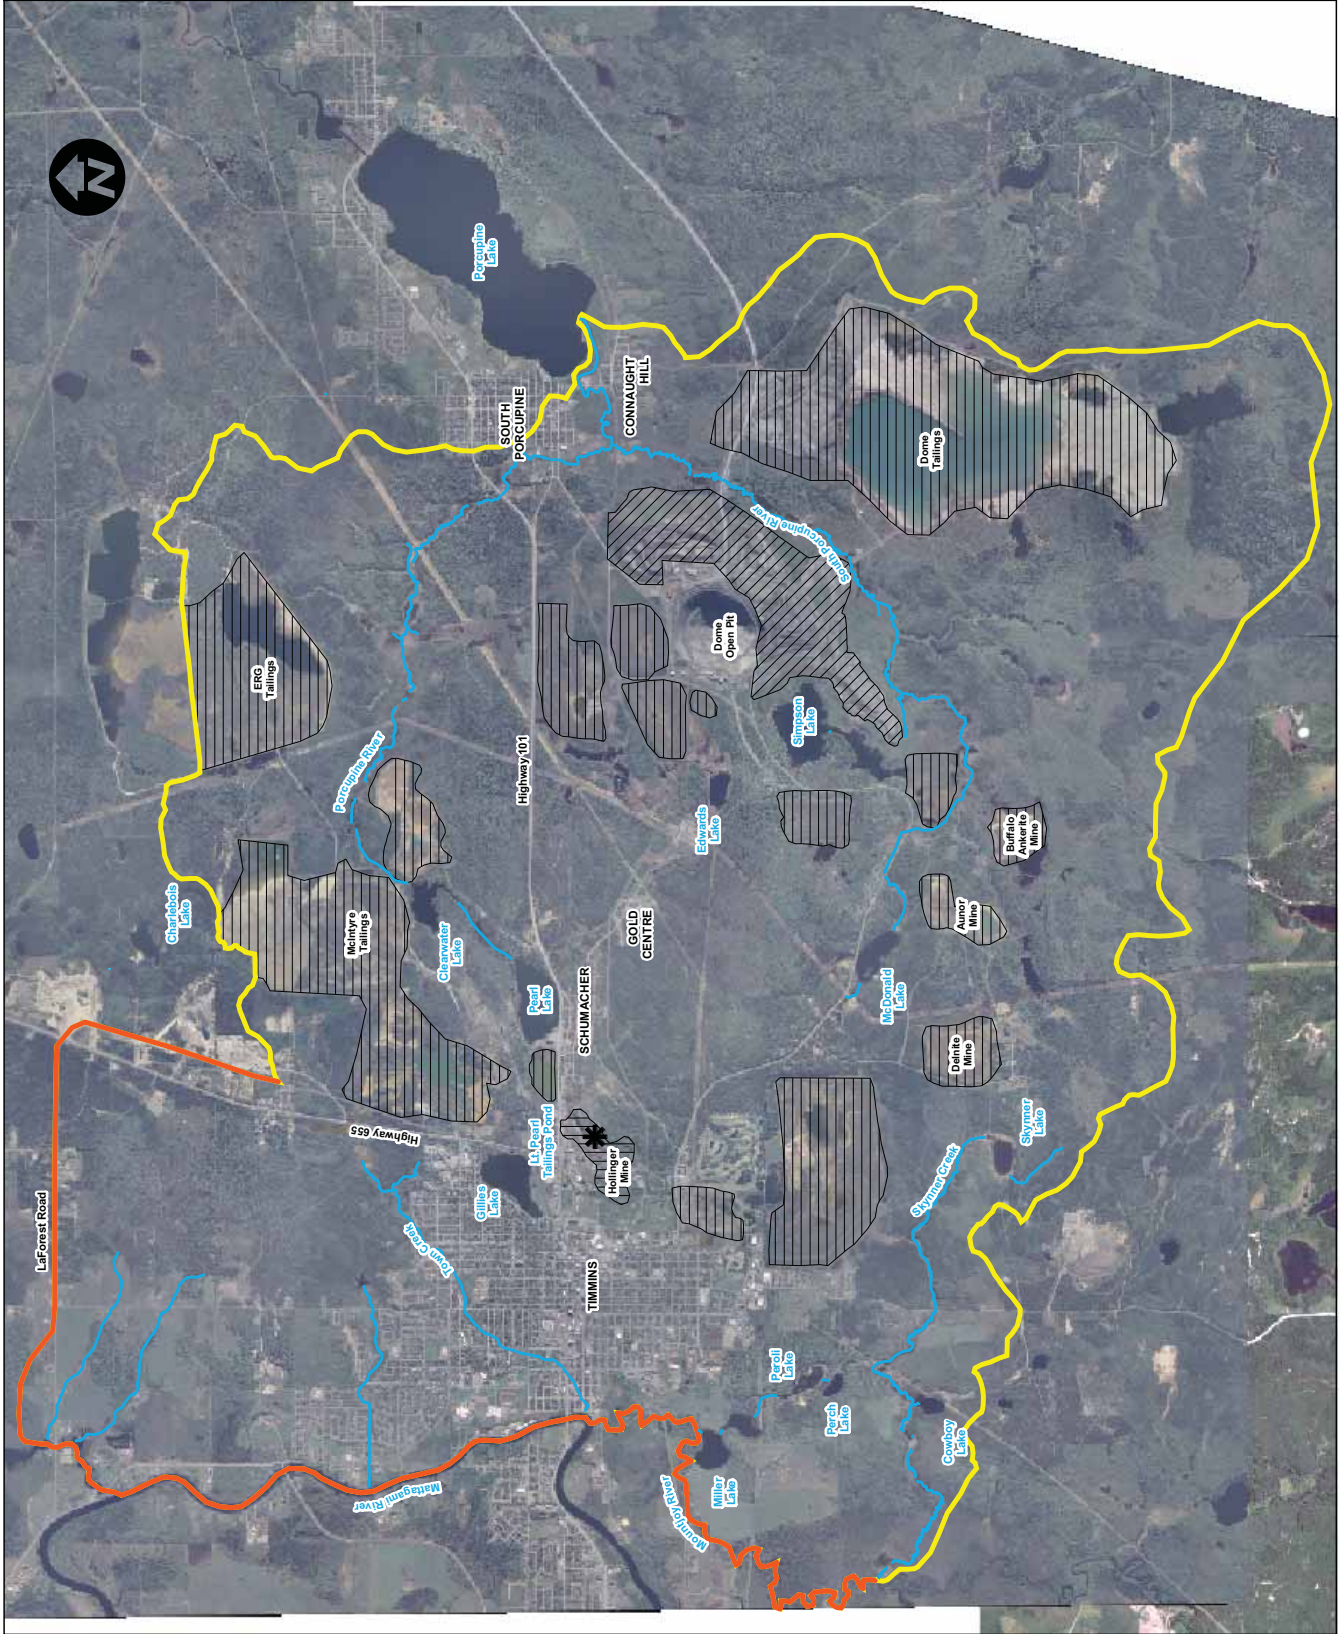 N
Porcupine
Lake
SOUTH
PORCUPINE
CONNAUGHT
HILL
Dome
Tailings
South Porcupine River
ERG
Tailings
Dome
Open Pit
Simpson
Lake
Porcupine River
Highway 101
Edwards
Lake
Buffalo
Ankerite
Mine
Charlebois
Lake
McIntyre
Tailings
Clearwater
Lake
GOLD
CENTRE
Aunor
Mine
Pearl
Lake
SCHUMACHER
McDonald
Lake
Delnite
Mine
Highway 655
Lt. Pearl
Tailings Pond
Hollinger
Mine
Skynner
Lake
Gillies
Lake
Skynner Creek
LaForest Road
Town Creek
TIMMINS
Peroli
Lake
Perch
Lake
Cowboy
Lake
Mattagami River
Mountjoy River
Miller
Lake